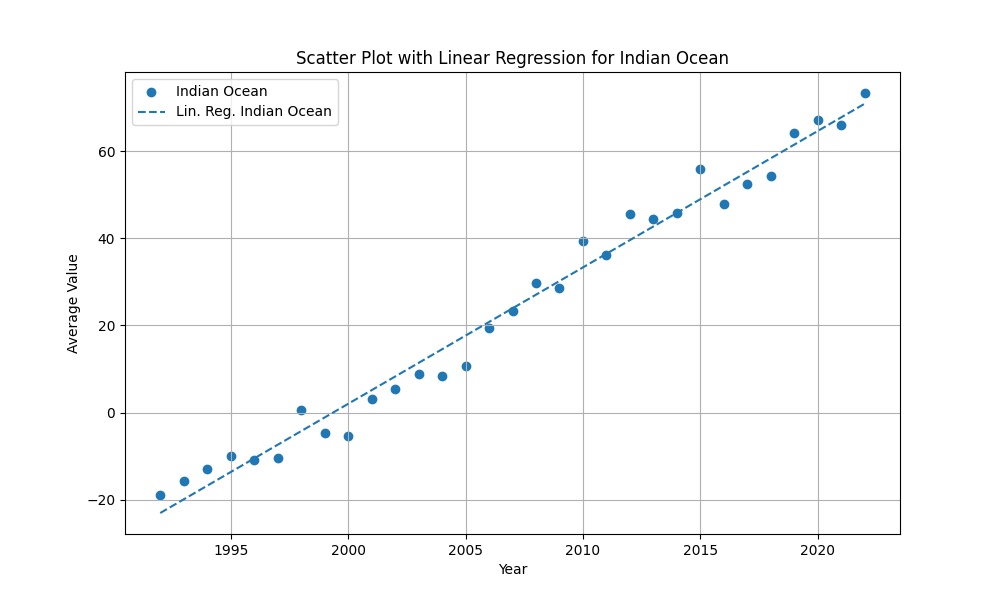 Scatter Plot with Linear Regression for Indian Ocean
Indian Ocean
Lin. Reg. Indian Ocean
Average Value
60
40
20
0
−20
1995 2000 2005 2010 2015 2020
Year